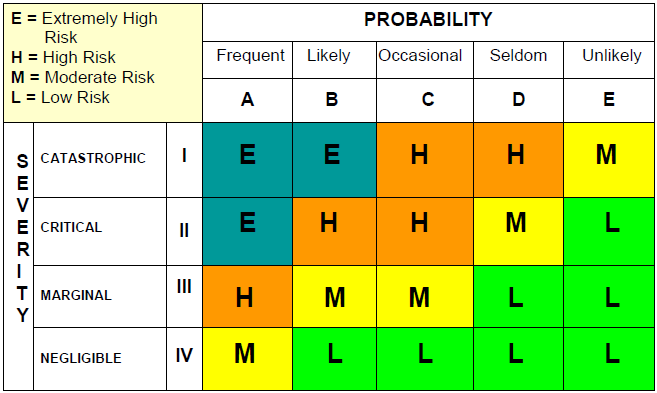 E = Extremely High
Risk
H = High Risk
M = Moderate Risk
L = Low Risk
PROBABILITY
Frequent Likely Occasional Seldom Unlikely
A B C D E
SEVERITY
CATASTROPHIC I E E H H M
CRITICAL II E H H M L
MARGINAL III H M M L L
NEGLIGIBLE IV M L L L L